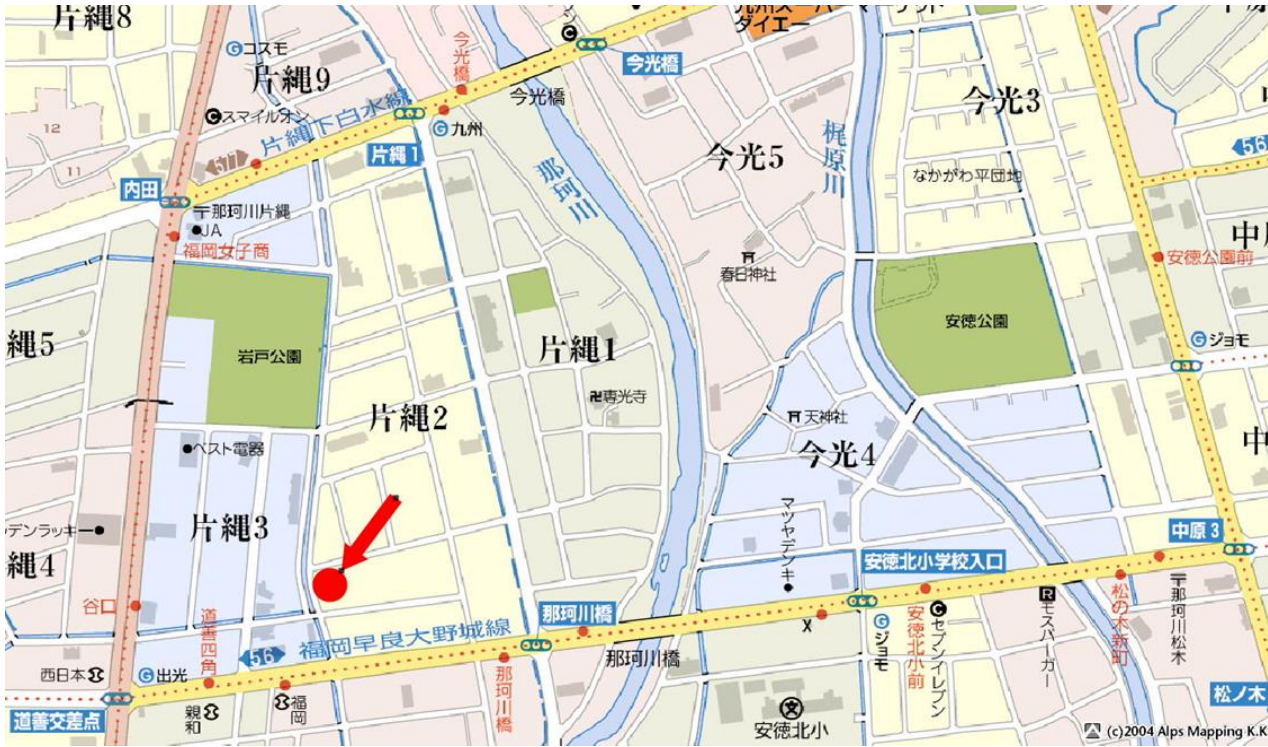 片縄8
コスモ
片縄9
スマイルオン
片縄下白水線
577
片縄1
今光橋
九州
今光橋
今光橋
ダイエー
今光3
今光5
梶原川
那珂川
なかがわ平団地
56
12
11
内田
〒那珂川片縄
JA
福岡女子商
春日神社
安徳公園前
安徳公園
ジョモ
縄5
岩戸公園
片縄1
卍専光寺
片縄2
天神社
今光4
ベスト電器
デンラッキー
片縄3
縄4
マツヤデンキ
中原3
安徳北小学校入口
谷口
道善四角
福岡早良大野城線
56
那珂川橋
那珂川橋
那珂川橋
X
ジョモ
安徳北小前
セブンイレブン
R
モスバーガー
松の木新町
〒那珂川松木
西日本
出光
道善交差点
親和
福岡
文
安徳北小
松ノ木
(c)2004 Alps Mapping K.K